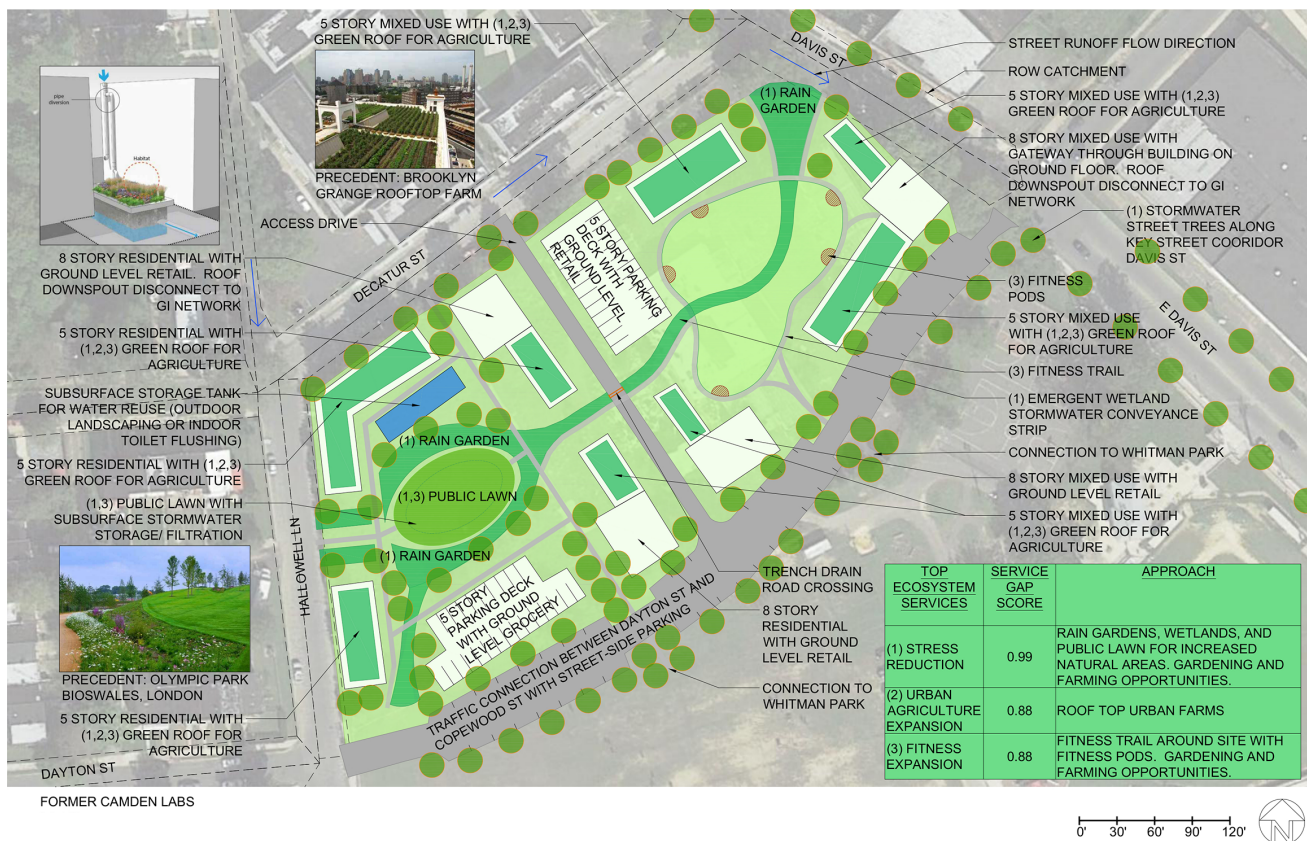 5 STORY MIXED USE WITH (1,2,3)
GREEN ROOF FOR AGRICULTURE
pipe
diversion
Habitat
PRECEDENT: BROOKLYN
GRANGE ROOFTOP FARM
ACCESS DRIVE
8 STORY RESIDENTIAL WITH
GROUND LEVEL RETAIL. ROOF
DOWNSPOUT DISCONNECT TO
GI NETWORK
5 STORY RESIDENTIAL WITH
(1,2,3) GREEN ROOF FOR
AGRICULTURE
SUBSURFACE STORAGE TANK
FOR WATER REUSE (OUTDOOR
LANDSCAPING OR INDOOR
TOILET FLUSHING)
5 STORY RESIDENTIAL WITH (1,2,3)
GREEN ROOF FOR AGRICULTURE
(1,3) PUBLIC LAWN WITH
SUBSURFACE STORMWATER
STORAGE/ FILTRATION
PRECEDENT: OLYMPIC PARK
BIOSWALES, LONDON
5 STORY RESIDENTIAL WITH
(1,2,3) GREEN ROOF FOR
AGRICULTURE
DAYTON ST
HALLOWELL LN
DECATUR ST
DAVIS ST
E DAVIS ST
(1) RAIN
GARDEN
5 STORY PARKING
DECK WITH
GROUND LEVEL
RETAIL
(1) RAIN GARDEN
(1,3) PUBLIC LAWN
(1) RAIN GARDEN
5 STORY
PARKING DECK
WITH GROUND
LEVEL GROCERY
TRAFFIC CONNECTION BETWEEN DAYTON ST AND
COPEWOOD ST WITH STREET-SIDE PARKING
STREET RUNOFF FLOW DIRECTION
ROW CATCHMENT
5 STORY MIXED USE WITH (1,2,3)
GREEN ROOF FOR AGRICULTURE
8 STORY MIXED USE WITH
GATEWAY THROUGH BUILDING ON
GROUND FLOOR. ROOF
DOWNSPOUT DISCONNECT TO GI
NETWORK
(1) STORMWATER
STREET TREES ALONG
KEY STREET COORIDOR
DAVIS ST
(3) FITNESS
PODS
5 STORY MIXED USE
WITH (1,2,3) GREEN ROOF
FOR AGRICULTURE
(3) FITNESS TRAIL
(1) EMERGENT WETLAND
STORMWATER CONVEYANCE
STRIP
CONNECTION TO WHITMAN PARK
8 STORY MIXED USE WITH
GROUND LEVEL RETAIL
5 STORY MIXED USE WITH
(1,2,3) GREEN ROOF FOR
AGRICULTURE
TRENCH DRAIN
ROAD CROSSING
8 STORY
RESIDENTIAL
WITH GROUND
LEVEL RETAIL
CONNECTION TO
WHITMAN PARK
TOP
ECOSYSTEM
SERVICES
SERVICE
GAP
SCORE
APPROACH
(1) STRESS
REDUCTION
0.99
RAIN GARDENS, WETLANDS, AND
PUBLIC LAWN FOR INCREASED
NATURAL AREAS. GARDENING AND
FARMING OPPORTUNITIES.
(2) URBAN
AGRICULTURE
EXPANSION
0.88
ROOF TOP URBAN FARMS
(3) FITNESS
EXPANSION
0.88
FITNESS TRAIL AROUND SITE WITH
FITNESS PODS. GARDENING AND
FARMING OPPORTUNITIES.
FORMER CAMDEN LABS
0' 30' 60' 90' 120'
N